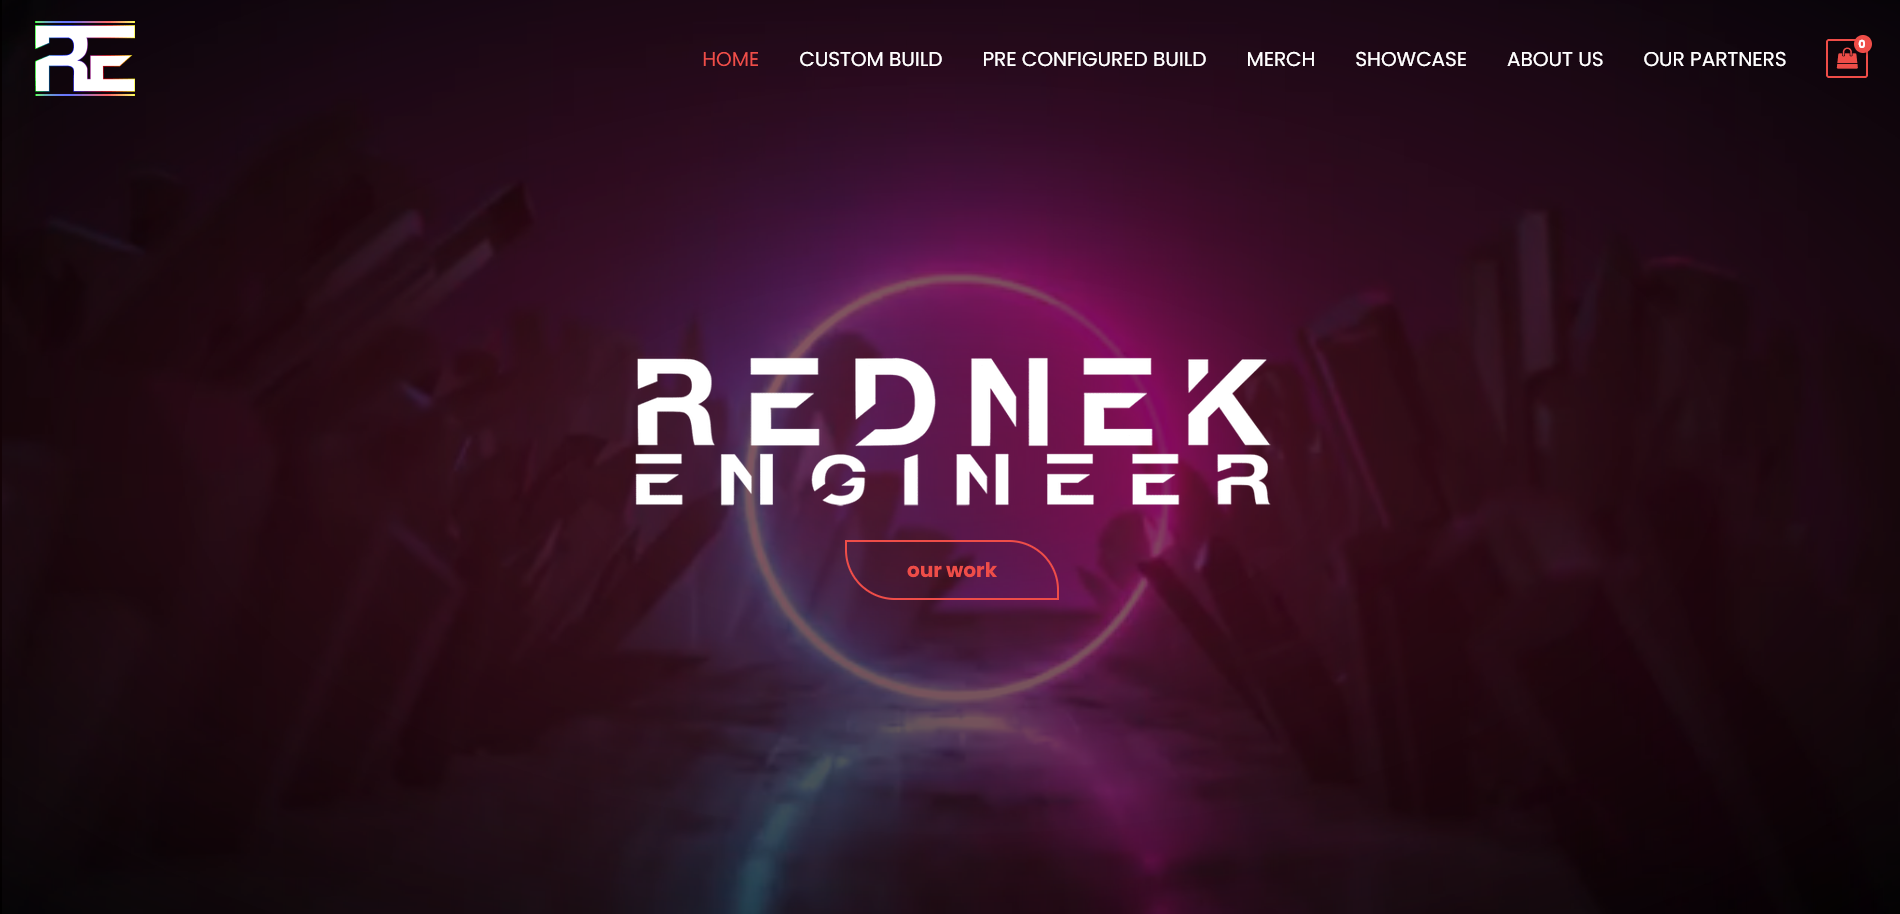 RE
HOME CUSTOM BUILD PRE CONFIGURED BUILD MERCH SHOWCASE ABOUT US OUR PARTNERS 0
REDNEK
ENGINEER
our work